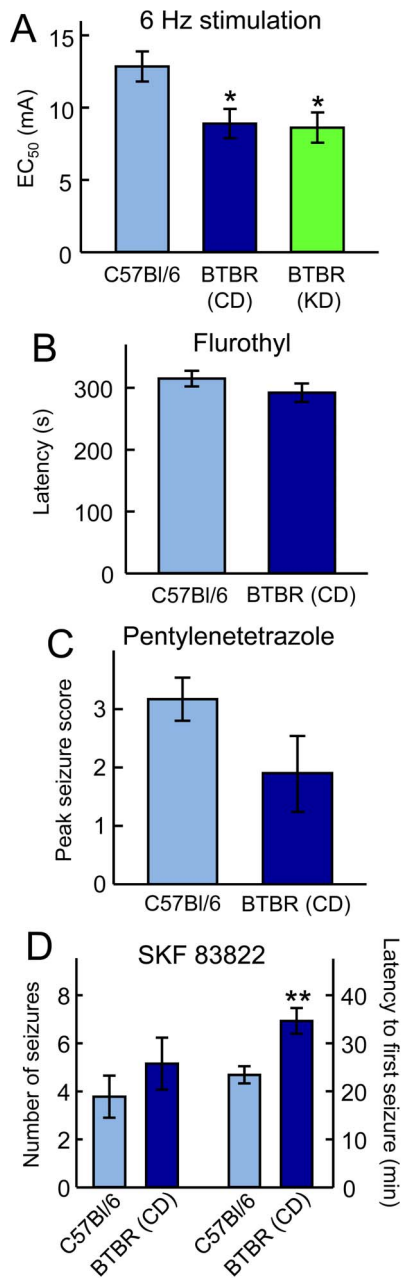 A
6 Hz stimulation
EC50 (mA)
15
10
5
0
*
*
C57Bl/6
BTBR
(CD)
BTBR
(KD)
B
Flurothyl
Latency (s)
300
200
100
0
C57Bl/6
BTBR (CD)
C
Pentylenetetrazole
Peak seizure score
3
2
1
0
C57Bl/6
BTBR (CD)
D
SKF 83822
Number of seizures
8
6
4
2
0
**
40
30
20
10
0
Latency to
first seizure (min)
C57Bl/6
BTBR (CD)
C57Bl/6
BTBR (CD)